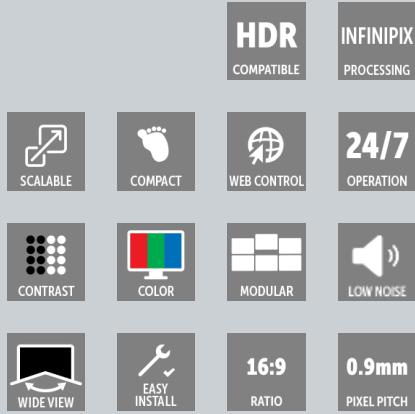 HDR
COMPATIBLE
INFINIPIX
PROCESSING
SCALABLE
COMPACT
WEB CONTROL
24/7
OPERATION
CONTRAST
COLOR
MODULAR
LOW NOISE
WIDE VIEW
EASY
INSTALL
16:9
RATIO
0.9mm
PIXEL PITCH